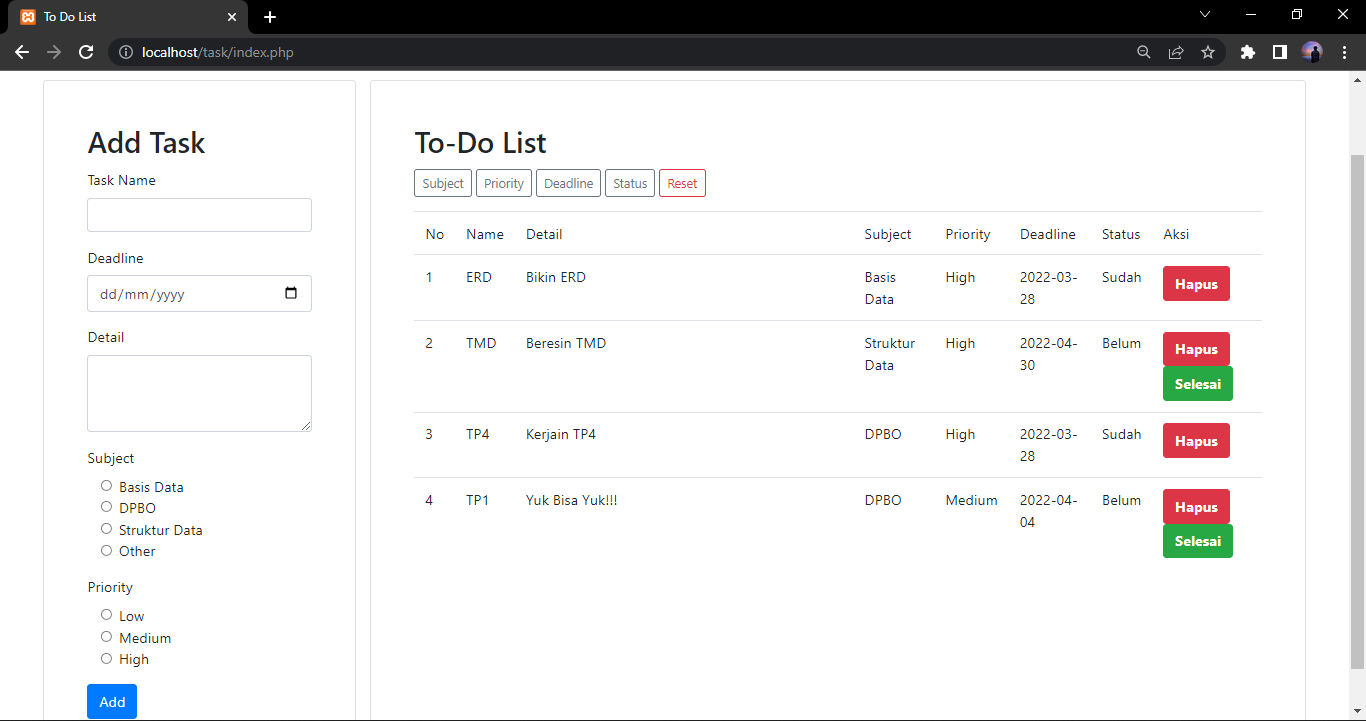 To Do List
localhost/task/index.php
Add Task
Task Name
Deadline
dd/mm/yyyy
Detail
Subject
Basis Data
DPBO
Struktur Data
Other
Priority
Low
Medium
High
Add
To-Do List
Subject Priority Deadline Status Reset
No Name Detail Subject Priority Deadline Status Aksi
1 ERD Bikin ERD Basis High 2022-03- Sudah Hapus
Data 28
2 TMD Beresin TMD Struktur High 2022-04- Belum Hapus
Data 30
Selesai
3 TP4 Kerjain TP4 DPBO High 2022-03- Sudah Hapus
28
4 TP1 Yuk Bisa Yuk!!! DPBO Medium 2022-04- Belum Hapus
04
Selesai